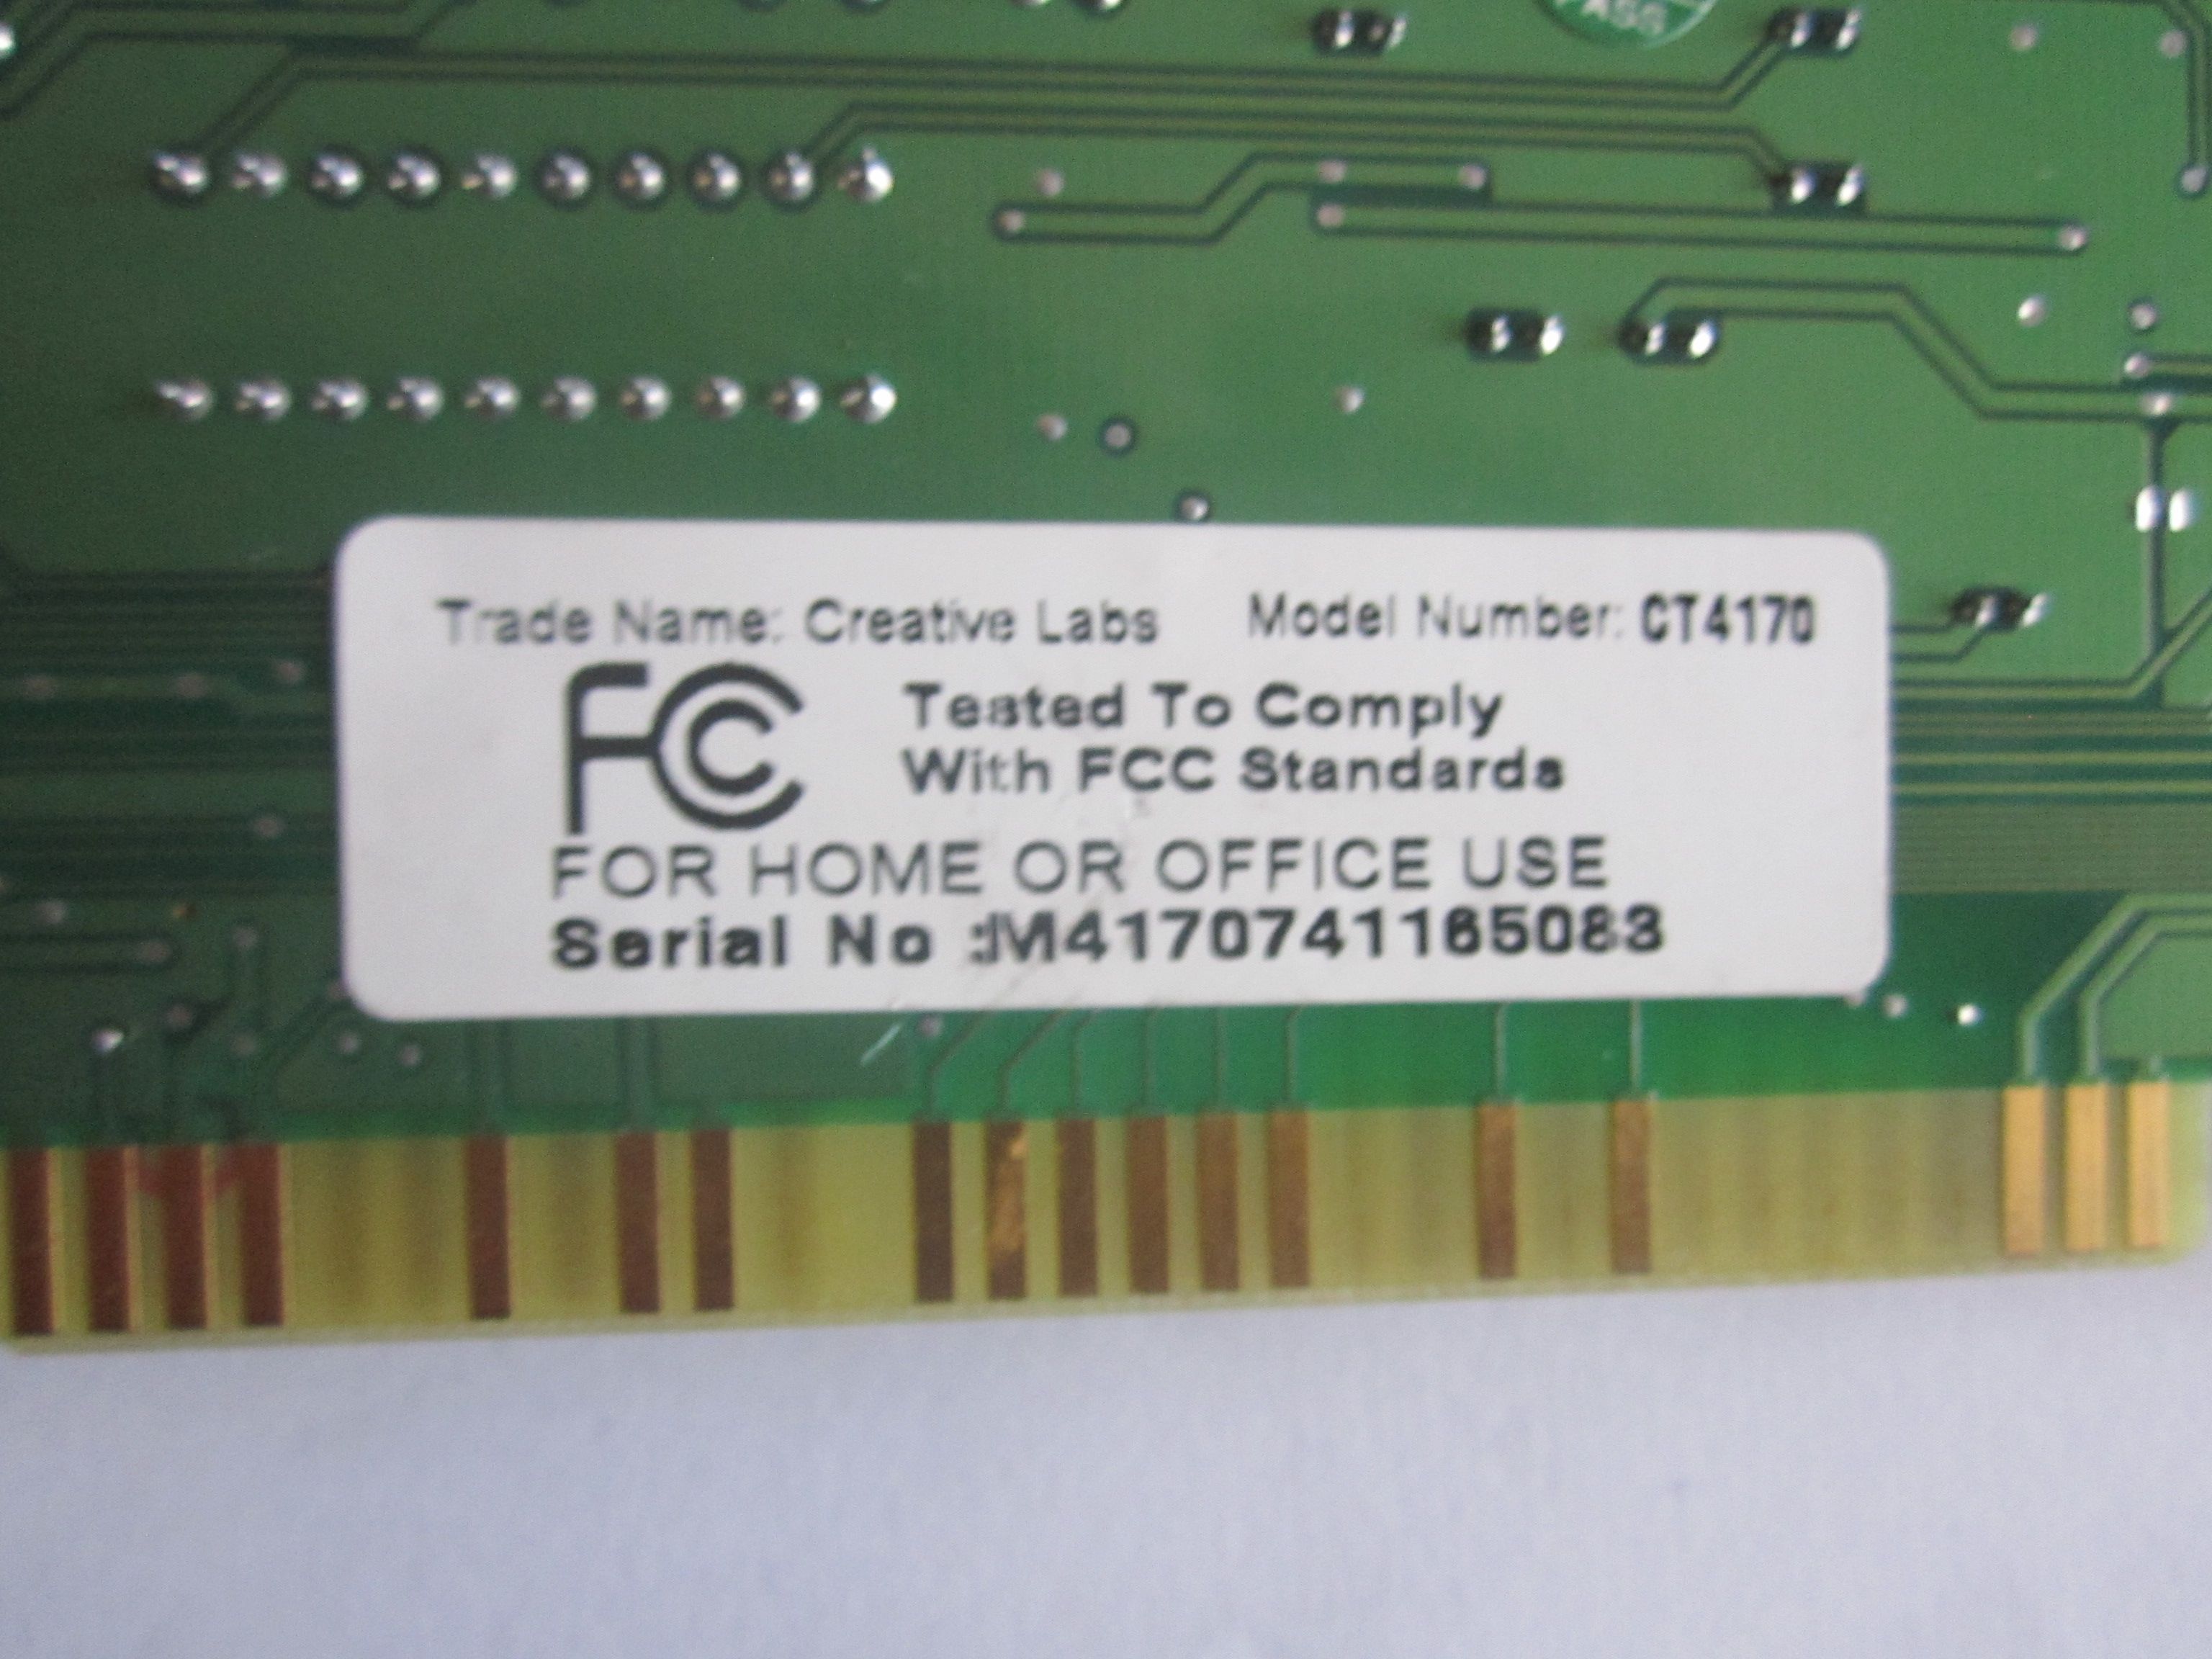 PASS
Trade Name: Creative Labs Model Number: CT4170
FC Tested To Comply
With FCC Standards
FOR HOME OR OFFICE USE
Serial No :M4170741165083